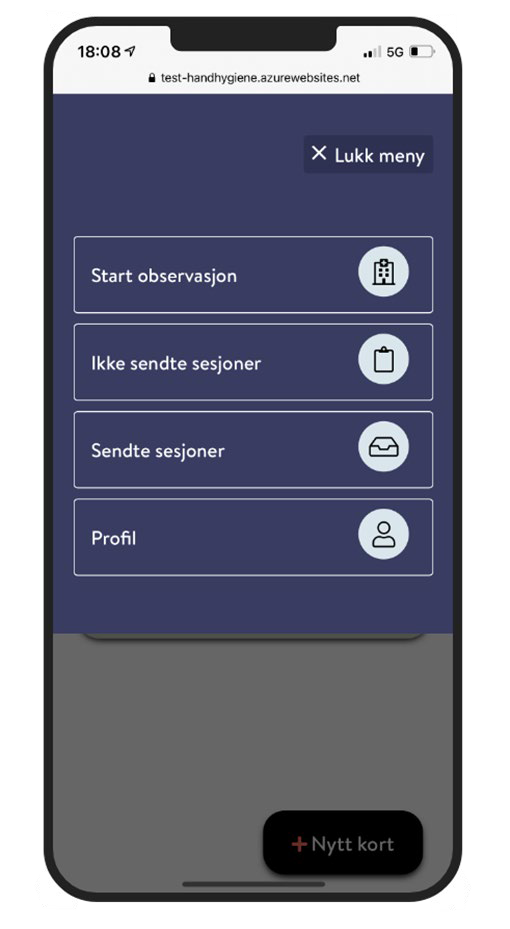 18:08
5G
test-handhygiene.azurewebsites.net
Lukk meny
Start observasjon
Ikke sendte sesjoner
Sendte sesjoner
Profil
+Nytt kort